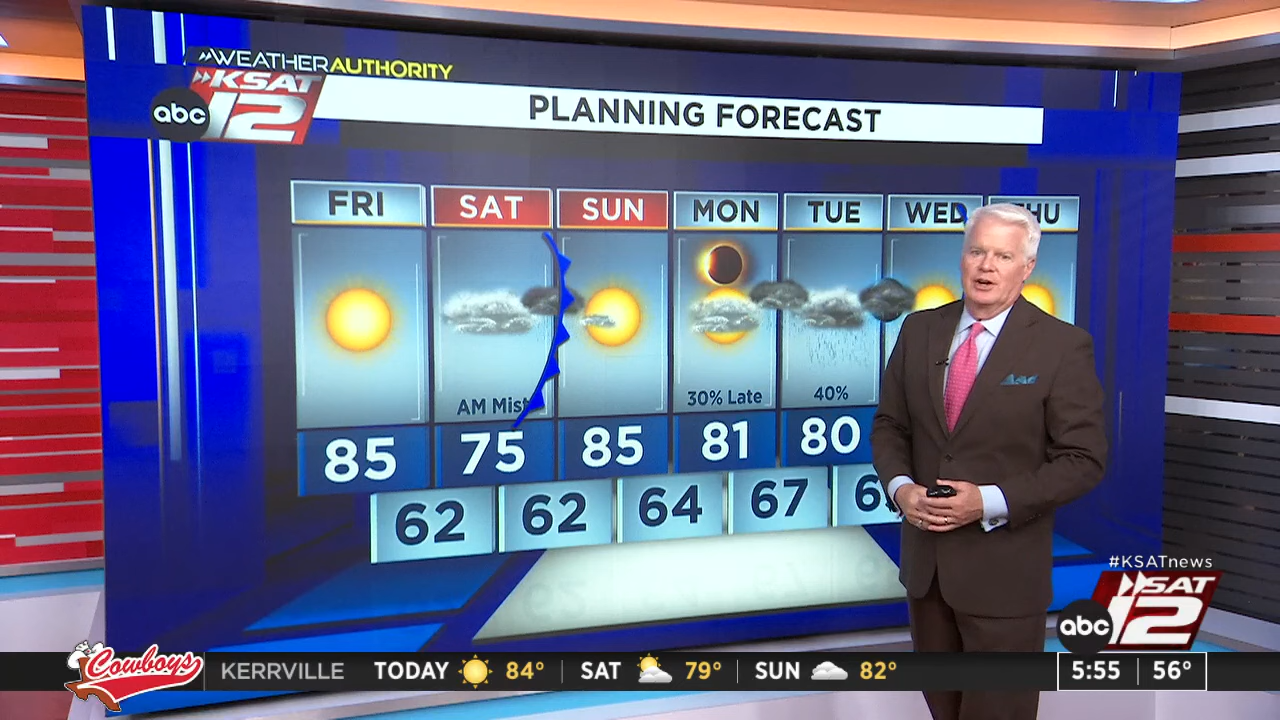 WEATHERAUTHORITY
KSAT
abc 12
PLANNING FORECAST
FRI SAT SUN MON TUE WED THU
AM Mist 30% Late 40%
85 75 85 81 80
62 62 64 67
#KSATnews
KSAT
abc 12
Cowboys KERRVILLE TODAY 84° SAT 79° SUN 82° 5:55 56°